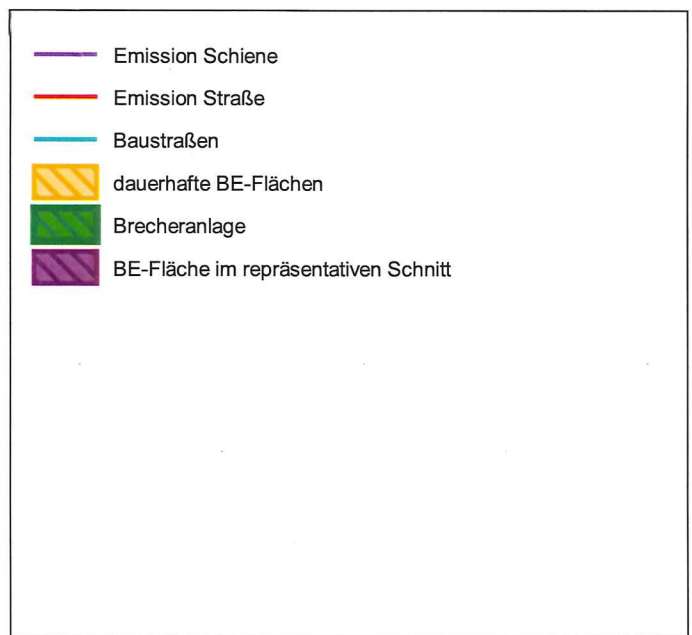 Emission Schiene
Emission Straße
Baustraßen
dauerhafte BE-Flächen
Brecheranlage
BE-Fläche im repräsentativen Schnitt